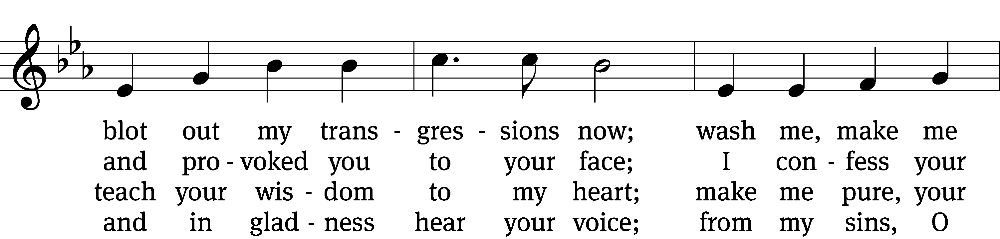 blot out my trans - gres - sions now; wash me, make me
and pro - voked you to your face; I con - fess your
teach your wis - dom to my heart; make me pure, your
and in glad - ness hear your voice; from my sins, O